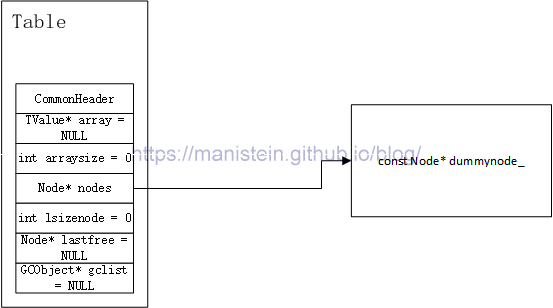 Table
CommonHeader
TValue* array =
NULL
int arraysize = 0
https://manistein.github.io/blog/
Node* nodes
const Node* dummynode_
int lsizenode = 0
Node* lastfree =
NULL
GCObject* gclist =
NULL